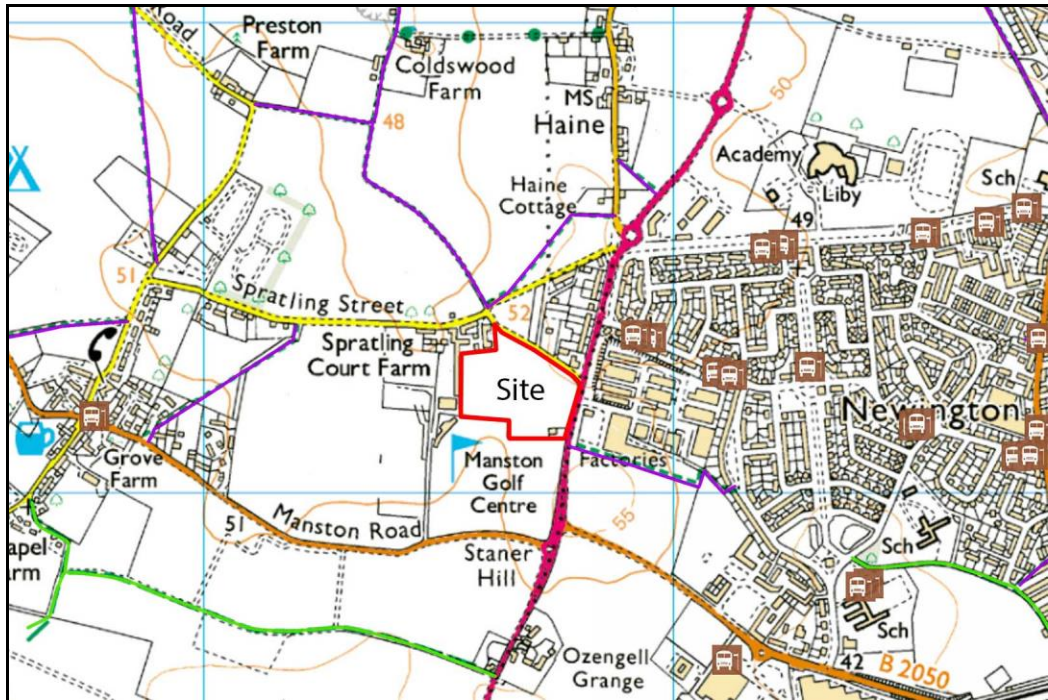 Road
Preston
Farm
Coldswood
Farm
48
MS
Haine
50
Academy
Liby
Sch
Haine
Cottage
49
51
Spratling Street
52
Spratling
Court Farm
Site
Newington
Grove
Farm
Manston
Golf
Centre
Factories
51
Manston Road
55
Staner
Hill
apel
arm
Sch
Sch
Ozengell
Grange
42
B 2050